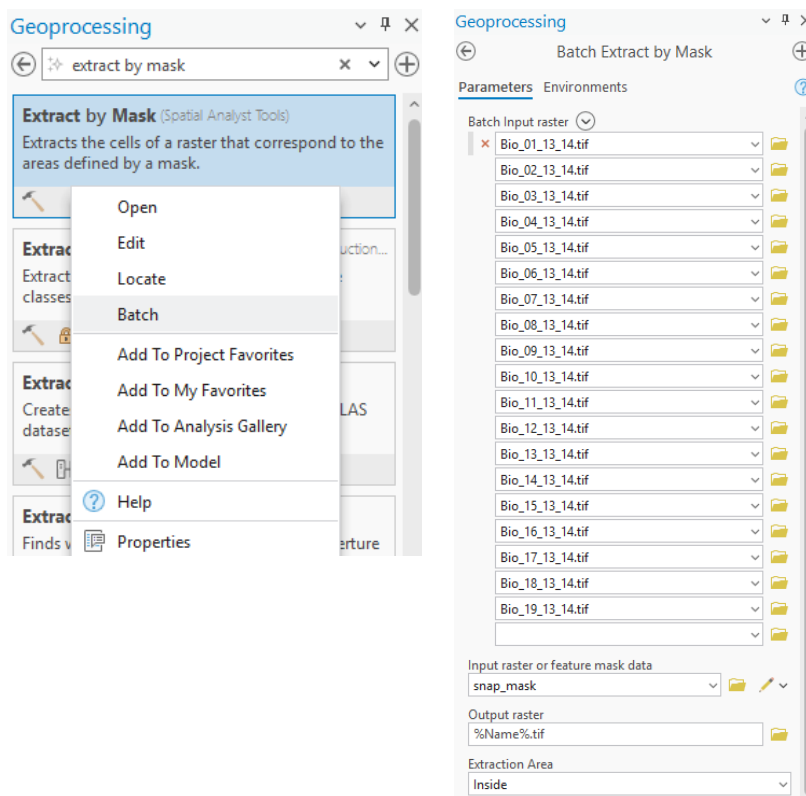 Geoprocessing
extract by mask
Extract by Mask (Spatial Analyst Tools)
Extracts the cells of a raster that correspond to the
areas defined by a mask.
Open
Edit
Locate
Batch
Add To Project Favorites
Add To My Favorites
Add To Analysis Gallery
Add To Model
Help
Properties
Geoprocessing
Batch Extract by Mask
Parameters Environments
Batch Input raster
Bio_01_13_14.tif
Bio_02_13_14.tif
Bio_03_13_14.tif
Bio_04_13_14.tif
Bio_05_13_14.tif
Bio_06_13_14.tif
Bio_07_13_14.tif
Bio_08_13_14.tif
Bio_09_13_14.tif
Bio_10_13_14.tif
Bio_11_13_14.tif
Bio_12_13_14.tif
Bio_13_13_14.tif
Bio_14_13_14.tif
Bio_15_13_14.tif
Bio_16_13_14.tif
Bio_17_13_14.tif
Bio_18_13_14.tif
Bio_19_13_14.tif
Input raster or feature mask data
snap_mask
Output raster
%Name%.tif
Extraction Area
Inside